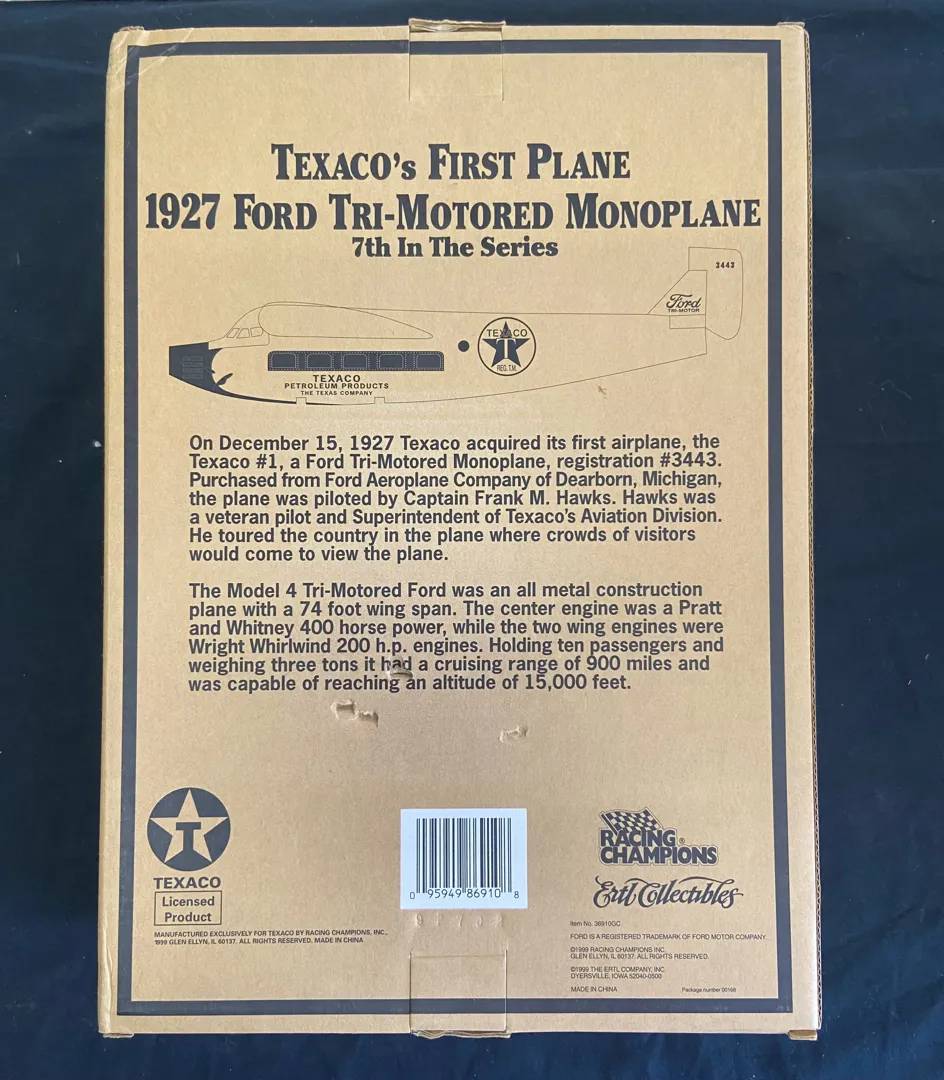 TEXACO's FIRST PLANE
1927 FORD TRI-MOTORED MONOPLANE
7th In The Series
3443
Ford
TRI-MOTOR
TEXACO
T
REG. T.M.
TEXACO
PETROLEUM PRODUCTS
THE TEXAS COMPANY
On December 15, 1927 Texaco acquired its first airplane, the
Texaco #1, a Ford Tri-Motored Monoplane, registration #3443.
Purchased from Ford Aeroplane Company of Dearborn, Michigan,
the plane was piloted by Captain Frank M. Hawks. Hawks was
a veteran pilot and Superintendent of Texaco's Aviation Division.
He toured the country in the plane where crowds of visitors
would come to view the plane.
The Model 4 Tri-Motored Ford was an all metal construction
plane with a 74 foot wing span. The center engine was a Pratt
and Whitney 400 horse power, while the two wing engines were
Wright Whirlwind 200 h.p. engines. Holding ten passengers and
weighing three tons it had a cruising range of 900 miles and
was capable of reaching an altitude of 15,000 feet.
T
TEXACO
Licensed
Product
MANUFACTURED EXCLUSIVELY FOR TEXACO BY RACING CHAMPIONS, INC.,
1999 GLEN ELLYN, IL 60137. ALL RIGHTS RESERVED. MADE IN CHINA
0 95949 86910 8
RACING®
CHAMPIONS
Ertl Collectibles
Item No. 36910GC
FORD IS A REGISTERED TRADEMARK OF FORD MOTOR COMPANY.
©1999 RACING CHAMPIONS INC.
GLEN ELLYN, IL 60137. ALL RIGHTS RESERVED.
©1999 THE ERTL COMPANY, INC
DYERSVILLE, IOWA 52040-0500
MADE IN CHINA
Package number 00168